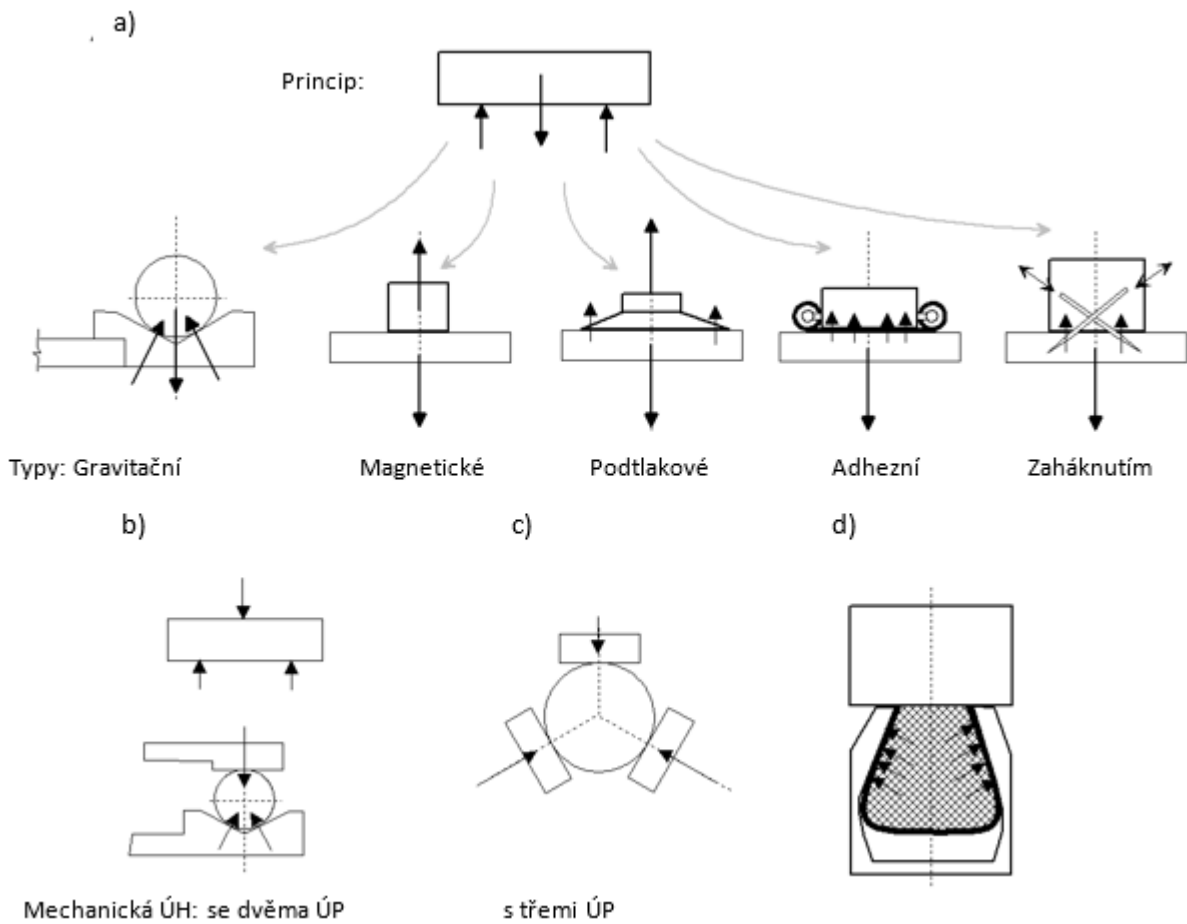 a)
Princip:
Typy: Gravitační Magnetické Podtlakové Adhezní Zaháknutím
b) c) d)
Mechanická ÚH: se dvěma ÚP s třemi ÚP